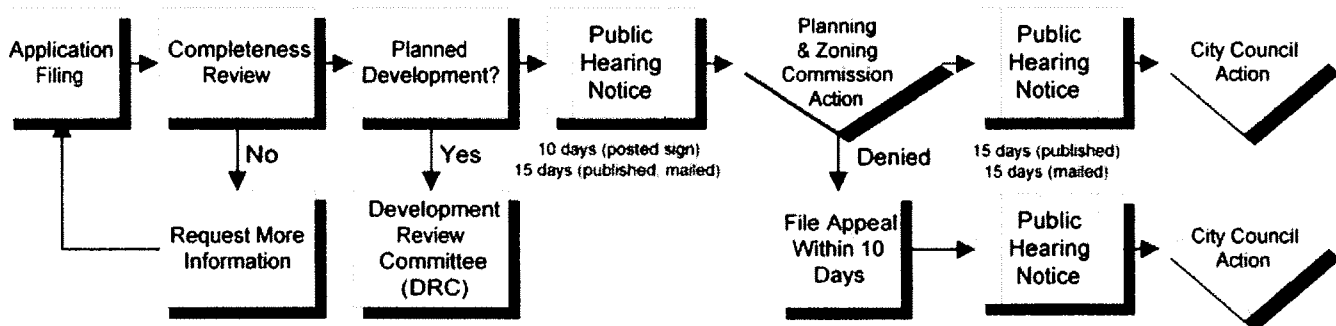 Application
Filing
Completeness
Review
Planned
Development?
Public
Hearing
Notice
Planning
& Zoning
Commission
Action
Public
Hearing
Notice
City Council
Action
No
Yes
10 days (posted sign)
15 days (published, mailed)
Denied
15 days (published)
15 days (mailed)
Request More
Information
Development
Review
Committee
(DRC)
File Appeal
Within 10
Days
Public
Hearing
Notice
City Council
Action